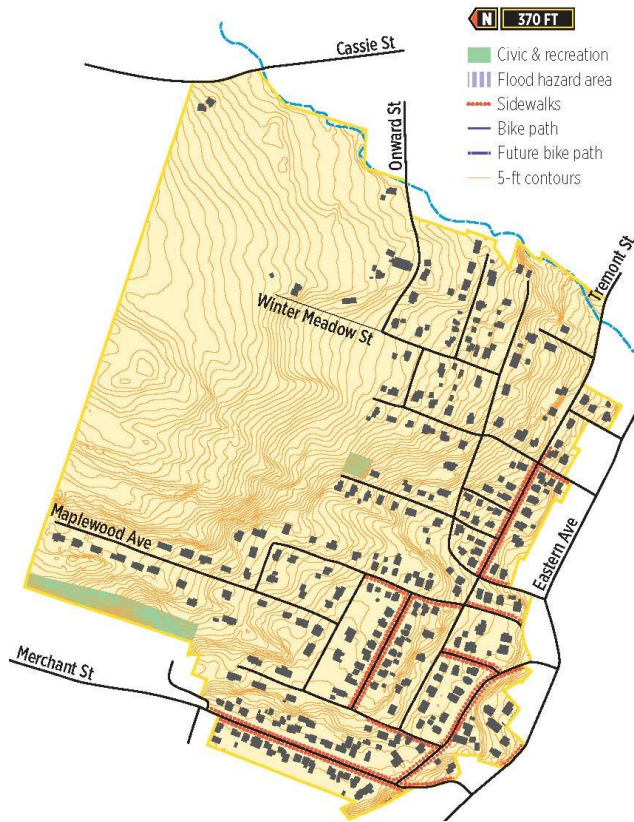 N 370 FT
Civic & recreation
Flood hazard area
Sidewalks
Bike path
Future bike path
5-ft contours
Cassie St
Onward St
Tremont St
Winter Meadow St
Maplewood Ave
Eastern Ave
Merchant St